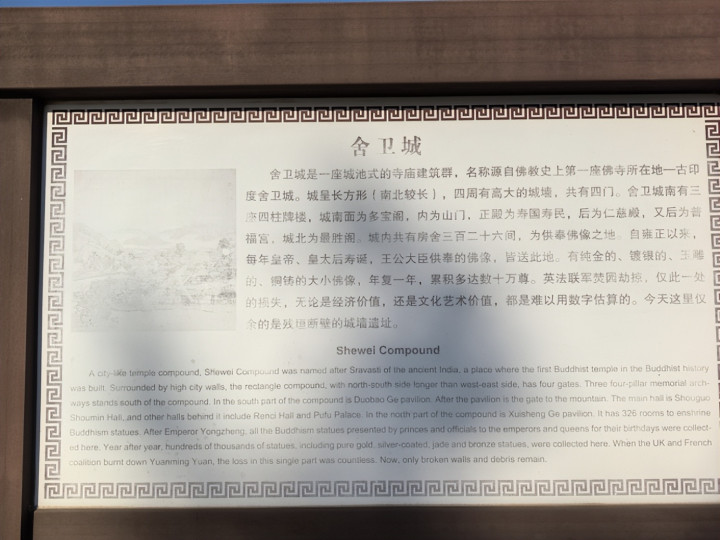 舍卫城
舍卫城是一座城池式的寺庙建筑群，名称源自佛教史上第一座佛寺所在地—古印
度舍卫城。城呈长方形（南北较长），四周有高大的城墙，共有四门。舍卫城南有三
座四柱牌楼，城南面为多宝阁，内为山门，正殿为寿国寿民，后为仁慈殿，又后为普
福宫、城北为最胜阁。城内共有房舍三百二十六间，为供奉佛像之地。自雍正以来，
每年皇帝、皇太后寿诞，王公大臣供奉的佛像，皆送此地。有纯金的、镀银的、玉雕
的、铜铸的大小佛像，年复一年，累积多达数十万尊。英法联军焚园劫掠，仅此一处
的损失，无论是经济价值，还是文化艺术价值，都是难以用数字估算的。今天这里仅
余的是残垣断壁的城墙遗址。
Shewei Compound
A city-like temple compound, Shewei Compound was named after Sravasti of the ancient India, a place where the first Buddhist temple in the Buddhist history
was built. Surrounded by high city walls, the rectangle compound, with north-south side longer than west-east side, has four gates. Three four-pillar memorial arch-
ways stands south of the compound. In the south part of the compound is Duobao Ge pavilion. After the pavilion is the gate to the mountain. The main hall is Shouguo
Shoumin Hall, and other halls behind it include Renci Hall and Pufu Palace. In the north part of the compound is Xuisheng Ge pavilion. It has 326 rooms to enshrine
Buddhism statues. After Emperor Yongzheng, all the Buddhism statues presented by princes and officials to the emperors and queens for their birthdays were collect-
ed here. Year after year, hundreds of thousands of statues, including pure gold, silver-coated, jade and bronze statues, were collected here. When the UK and French
coalition burnt down Yuanming Yuan, the loss in this single part was countless. Now, only broken walls and debris remain.